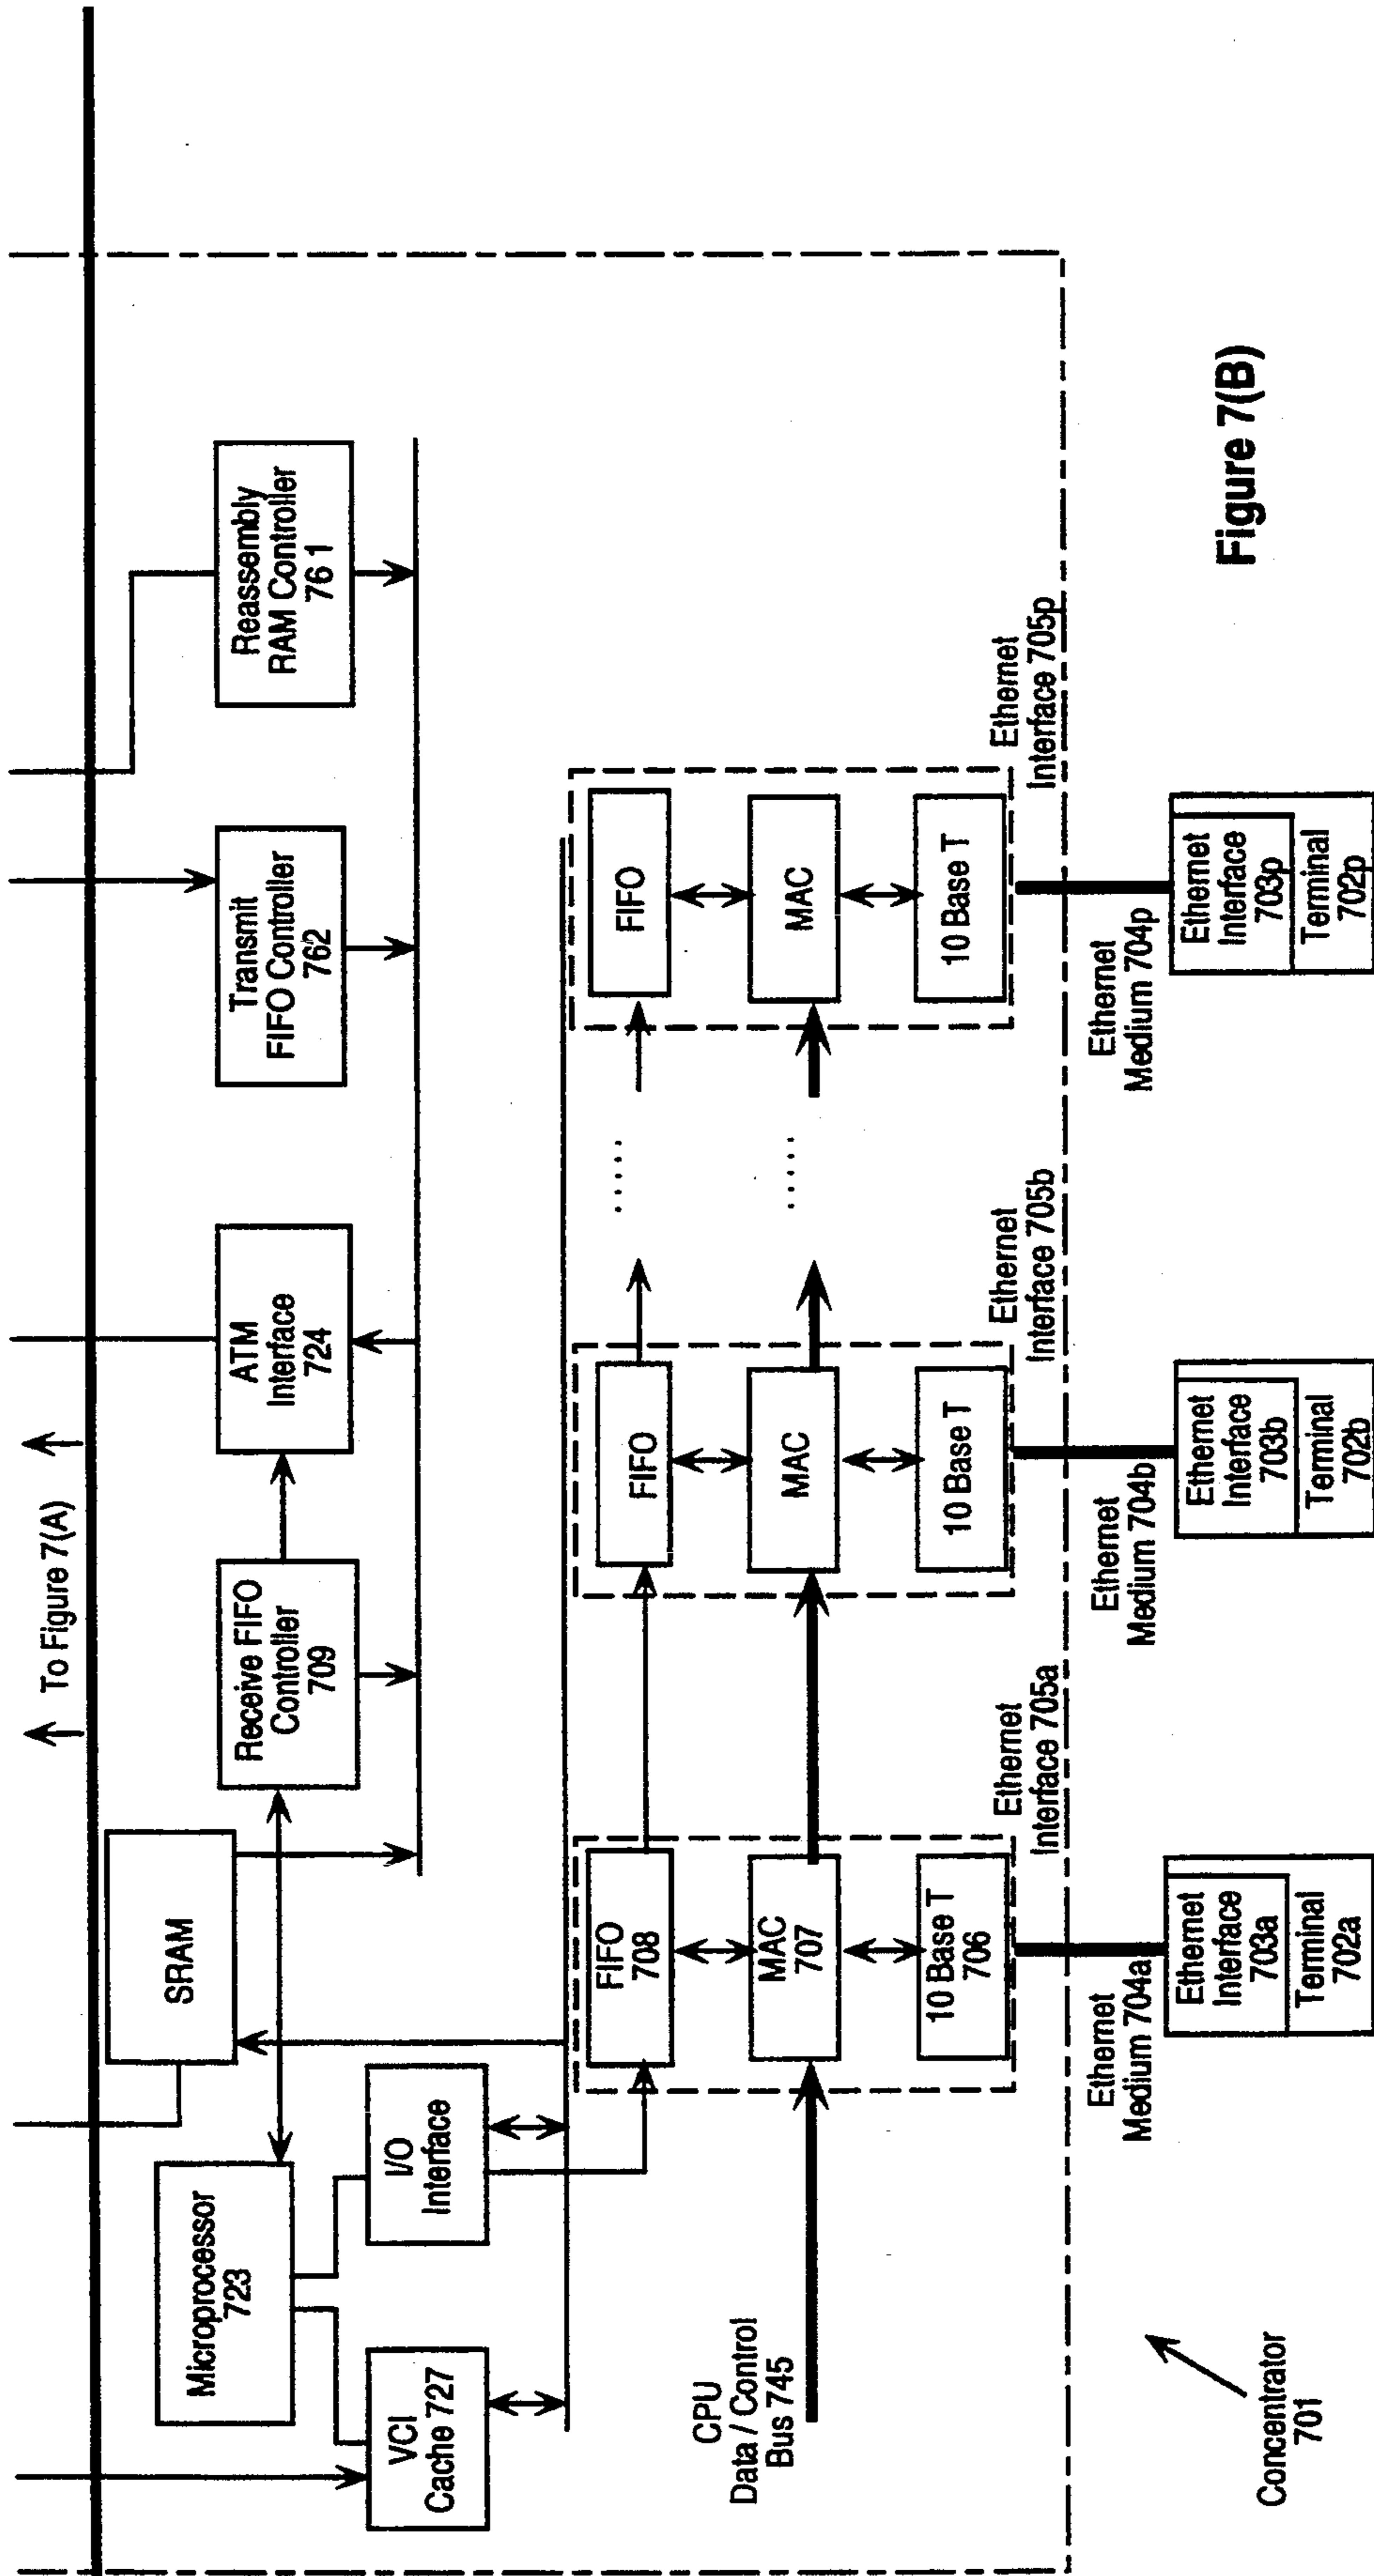 To Figure 7(A)
Microprocessor
723
SRAM
Receive FIFO
Controller
709
ATM
Interface
724
Transmit
FIFO Controller
762
Reassembly
RAM Controller
76 1
VCI
Cache 727
I/O
Interface
CPU
Data / Control
Bus 745
FIFO
708
MAC
707
10 Base T
706
Ethernet
Interface 705a
FIFO
MAC
10 Base T
Ethernet
Interface 705b
.....
.....
FIFO
MAC
10 Base T
Ethernet
Interface 705p
Ethernet
Medium 704a
Ethernet
Interface
703a
Terminal
702a
Ethernet
Medium 704b
Ethernet
Interface
703b
Terminal
702b
Ethernet
Medium 704p
Ethernet
Interface
703p
Terminal
702p
Concentrator
701
Figure 7(B)